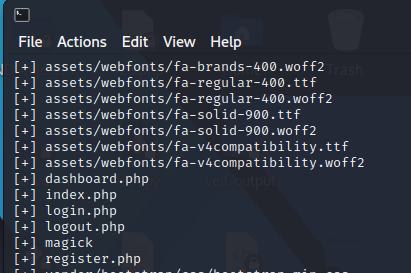 File Actions Edit View Help
[+] assets/webfonts/fa-brands-400.woff2
[+] assets/webfonts/fa-regular-400.ttf
[+] assets/webfonts/fa-regular-400.woff2
[+] assets/webfonts/fa-solid-900.ttf
[+] assets/webfonts/fa-solid-900.woff2
[+] assets/webfonts/fa-v4compatibility.ttf
[+] assets/webfonts/fa-v4compatibility.woff2
[+] dashboard.php
[+] index.php
[+] login.php
[+] logout.php
[+] magick
[+] register.php
Trash